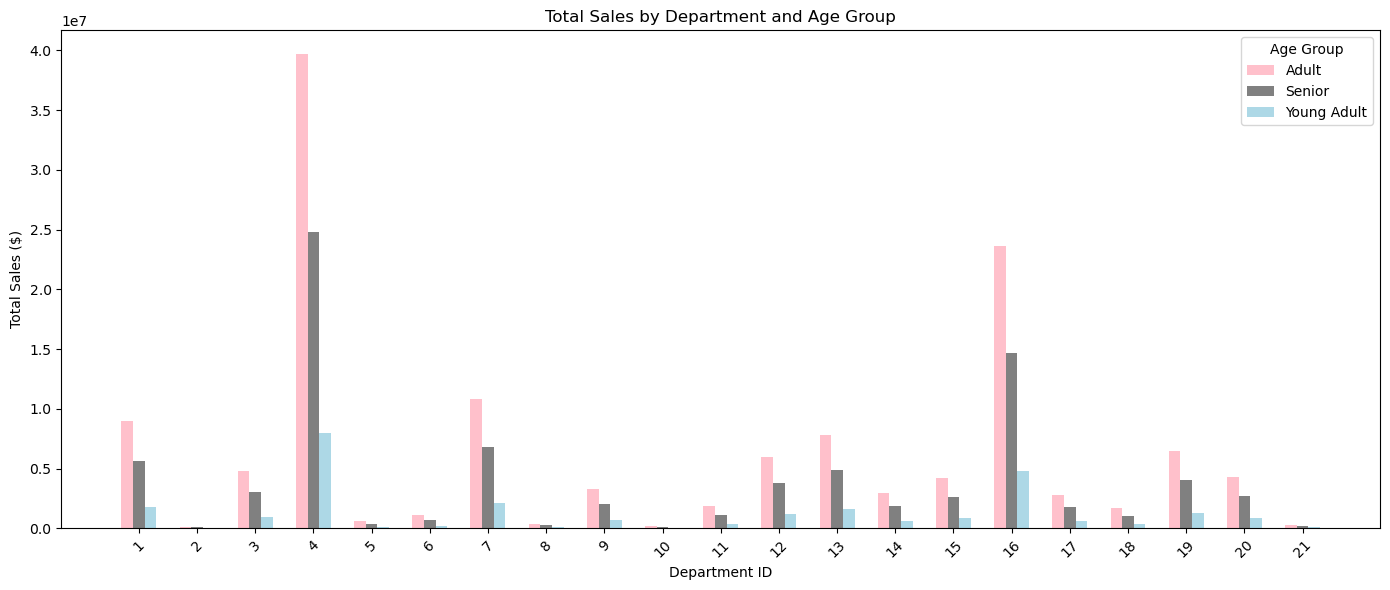 Total Sales by Department and Age Group
1e7
4.0
3.5
3.0
2.5
2.0
1.5
1.0
0.5
0.0
Total Sales ($)
Age Group
Adult
Senior
Young Adult
1 2 3 4 5 6 7 8 9 10 11 12 13 14 15 16 17 18 19 20 21
Department ID